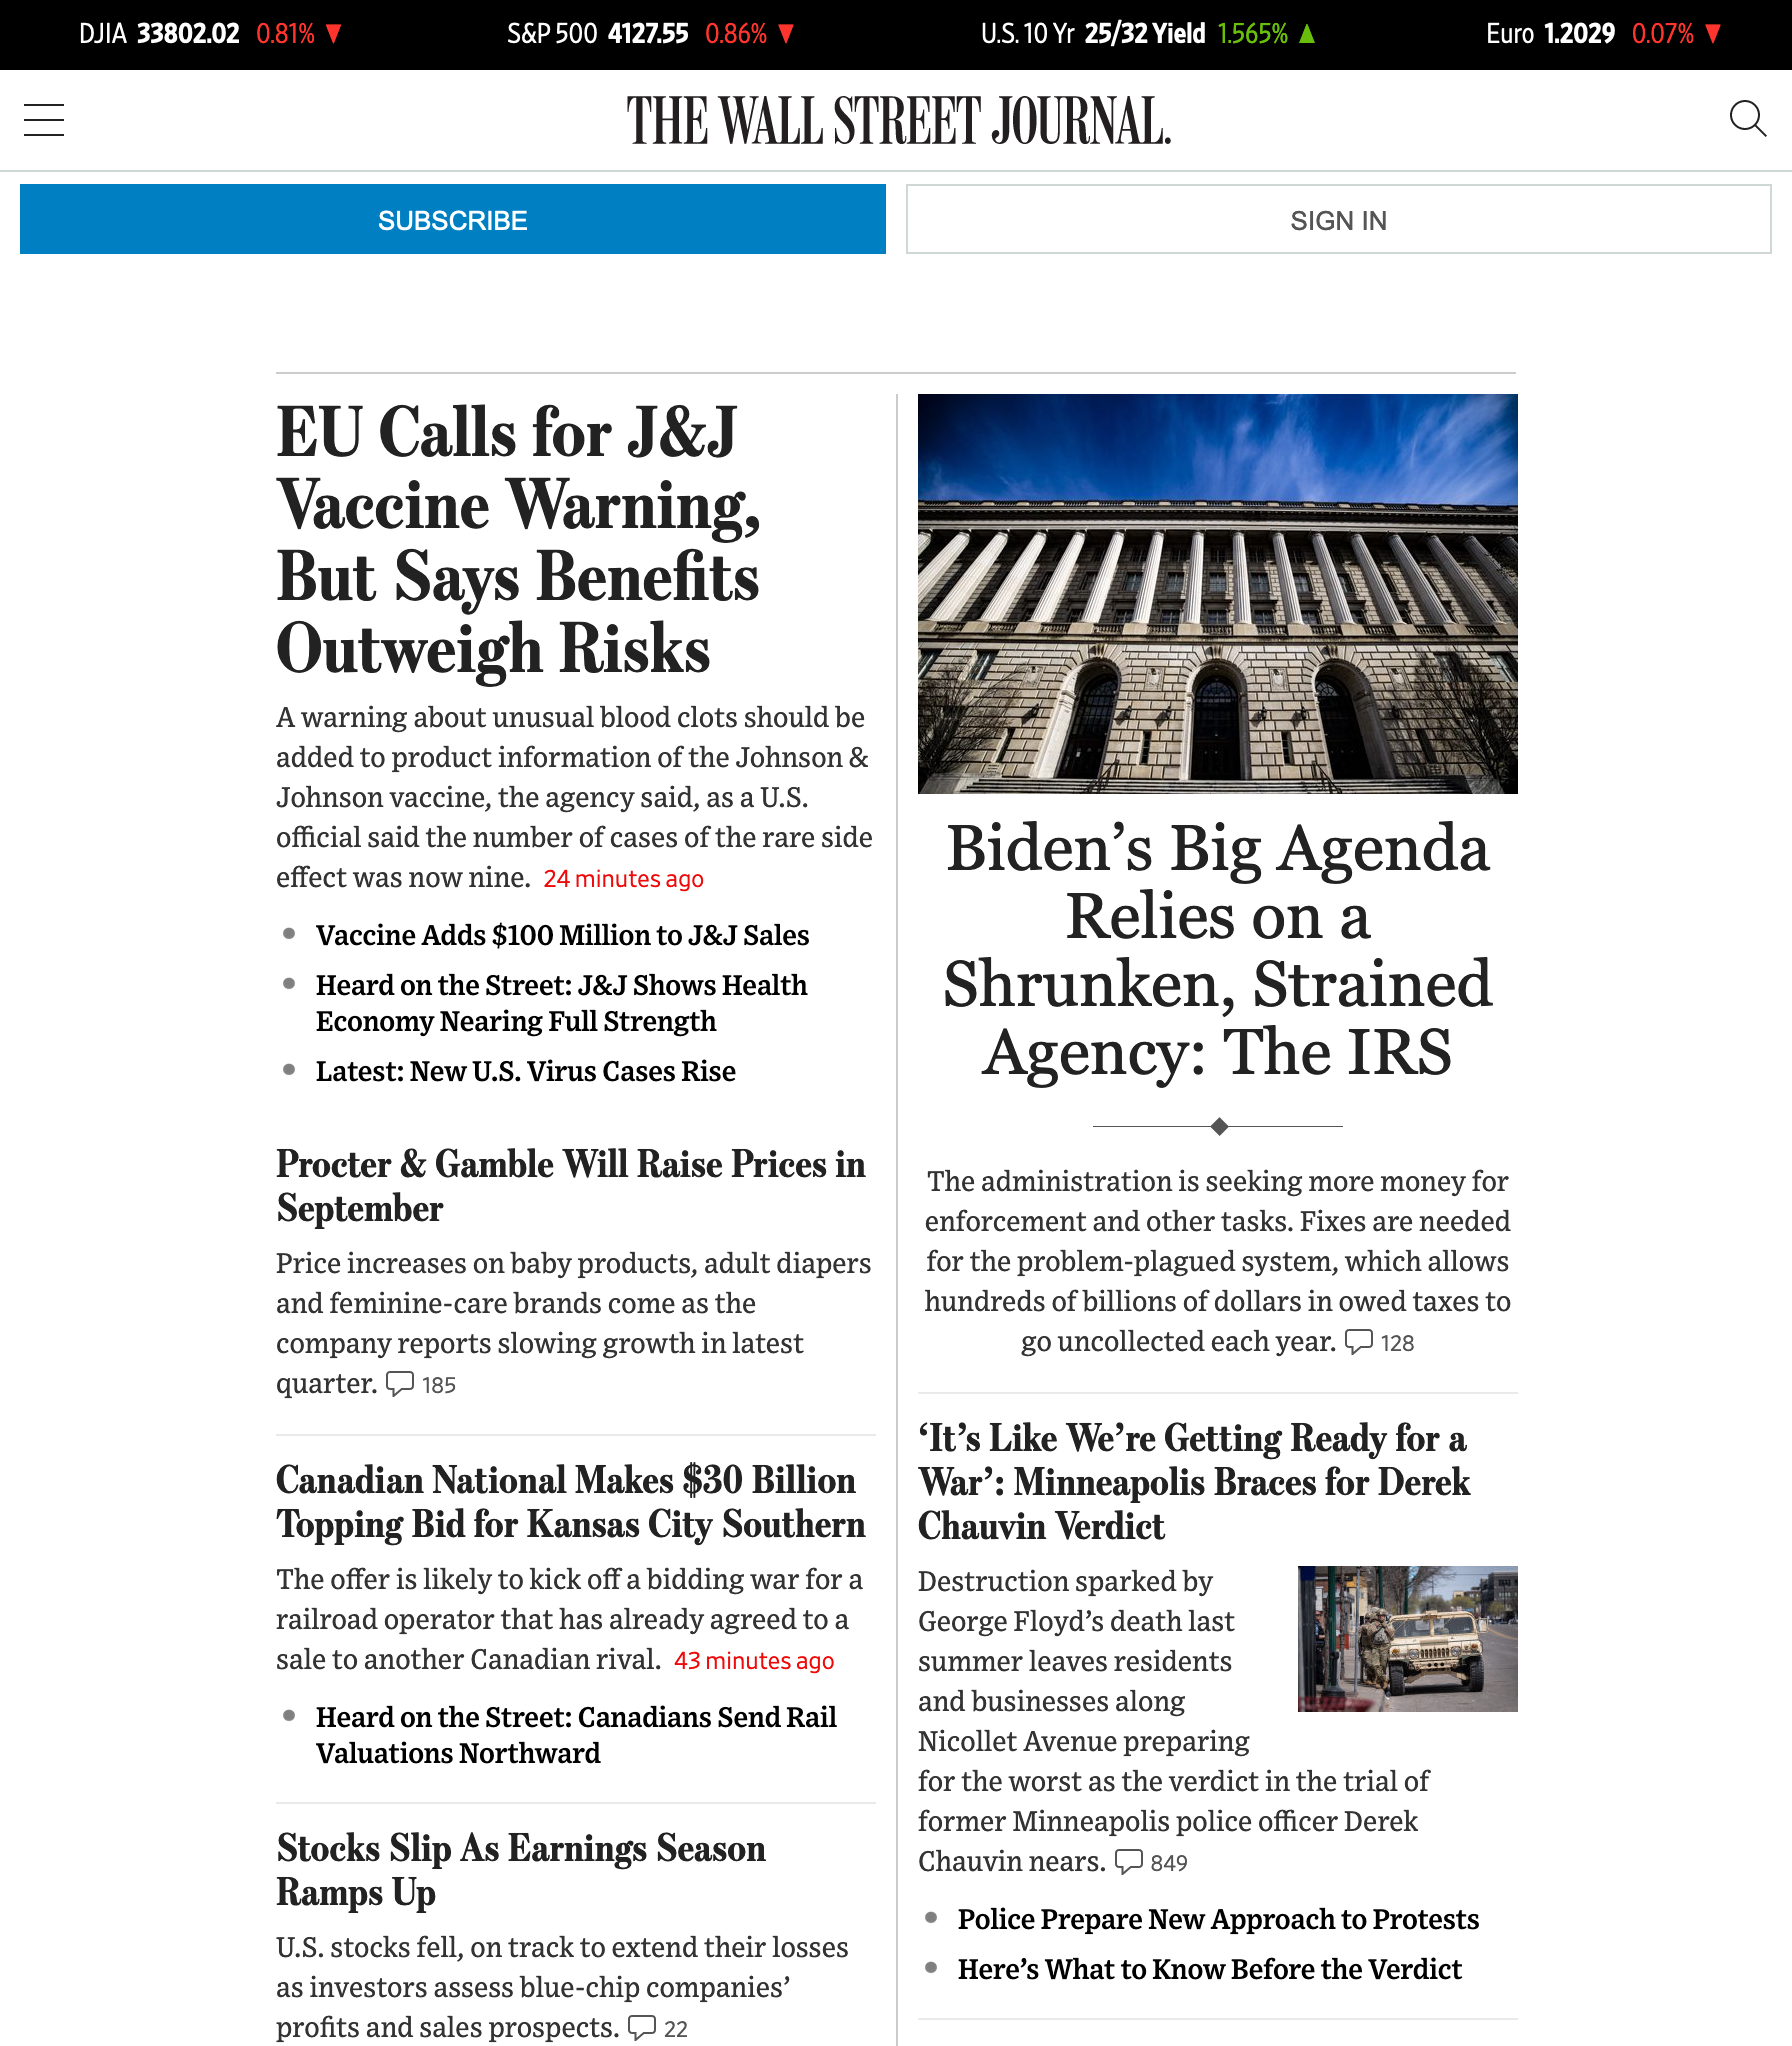 DJIA 33802.02 0.81% ▼ S&P 500 4127.55 0.86% ▼ U.S. 10 Yr 25/32 Yield 1.565% ▲ Euro 1.2029 0.07% ▼
THE WALL STREET JOURNAL.
SUBSCRIBE
SIGN IN
EU Calls for J&J
Vaccine Warning,
But Says Benefits
Outweigh Risks
A warning about unusual blood clots should be
added to product information of the Johnson &
Johnson vaccine, the agency said, as a U.S.
official said the number of cases of the rare side
effect was now nine. 24 minutes ago
Vaccine Adds $100 Million to J&J Sales
Heard on the Street: J&J Shows Health
Economy Nearing Full Strength
Latest: New U.S. Virus Cases Rise
Procter & Gamble Will Raise Prices in
September
Price increases on baby products, adult diapers
and feminine-care brands come as the
company reports slowing growth in latest
quarter. 185
Canadian National Makes $30 Billion
Topping Bid for Kansas City Southern
The offer is likely to kick off a bidding war for a
railroad operator that has already agreed to a
sale to another Canadian rival. 43 minutes ago
Heard on the Street: Canadians Send Rail
Valuations Northward
Stocks Slip As Earnings Season
Ramps Up
U.S. stocks fell, on track to extend their losses
as investors assess blue-chip companies’
profits and sales prospects. 22
Biden’s Big Agenda
Relies on a
Shrunken, Strained
Agency: The IRS
The administration is seeking more money for
enforcement and other tasks. Fixes are needed
for the problem-plagued system, which allows
hundreds of billions of dollars in owed taxes to
go uncollected each year. 128
‘It’s Like We’re Getting Ready for a
War’: Minneapolis Braces for Derek
Chauvin Verdict
Destruction sparked by
George Floyd’s death last
summer leaves residents
and businesses along
Nicollet Avenue preparing
for the worst as the verdict in the trial of
former Minneapolis police officer Derek
Chauvin nears. 849
Police Prepare New Approach to Protests
Here’s What to Know Before the Verdict